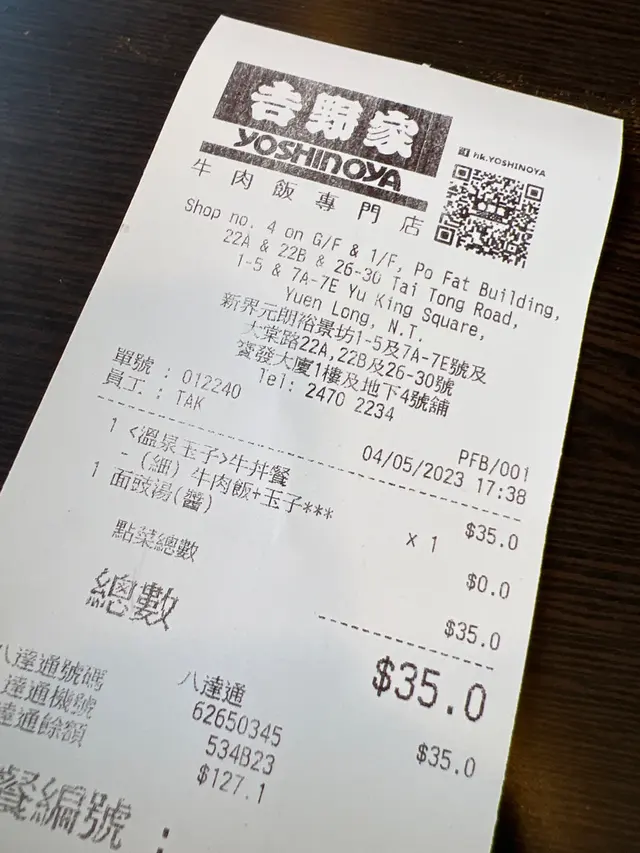 吉野家
YOSHINOYA
牛肉飯專門店
hk.YOSHINOYA
Shop no. 4 on G/F & 1/F, Po Fat Building,
22A & 22B & 26-30 Tai Tong Road,
1-5 & 7A-7E Yu King Square,
Yuen Long, N.T.
新界元朗裕景坊1-5及7A-7E號及
大棠路22A,22B及26-30號
寶發大廈1樓及地下4號舖
Tel: 2470 2234
單號 : 012240 PFB/001
員工 : TAK 04/05/2023 17:38
1 <溫泉玉子>牛丼餐 $35.0
- (細) 牛肉飯+玉子*** x 1
1 面豉湯(醬) $0.0
點菜總數 $35.0
總數 $35.0
八達通 $35.0
八達通號碼 62650345
達通機號 534B23
達通餘額 $127.1
餐編號 :